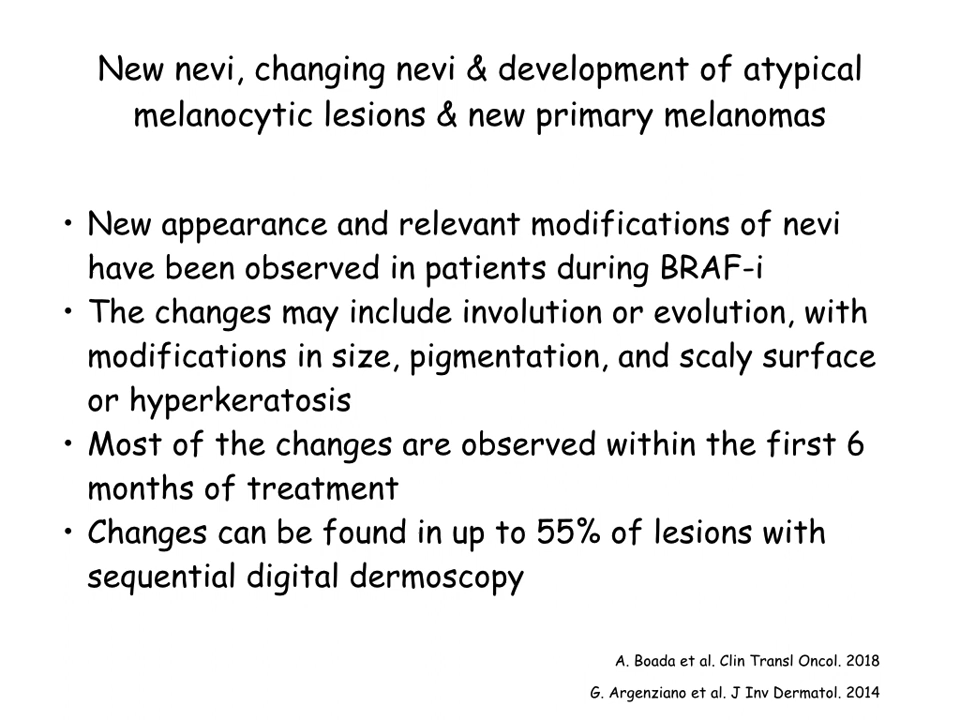 New nevi, changing nevi & development of atypical
melanocytic lesions & new primary melanomas
• New appearance and relevant modifications of nevi
have been observed in patients during BRAF-i
• The changes may include involution or evolution, with
modifications in size, pigmentation, and scaly surface
or hyperkeratosis
• Most of the changes are observed within the first 6
months of treatment
• Changes can be found in up to 55% of lesions with
sequential digital dermoscopy
A. Boada et al. Clin Transl Oncol. 2018
G. Argenziano et al. J Inv Dermatol. 2014